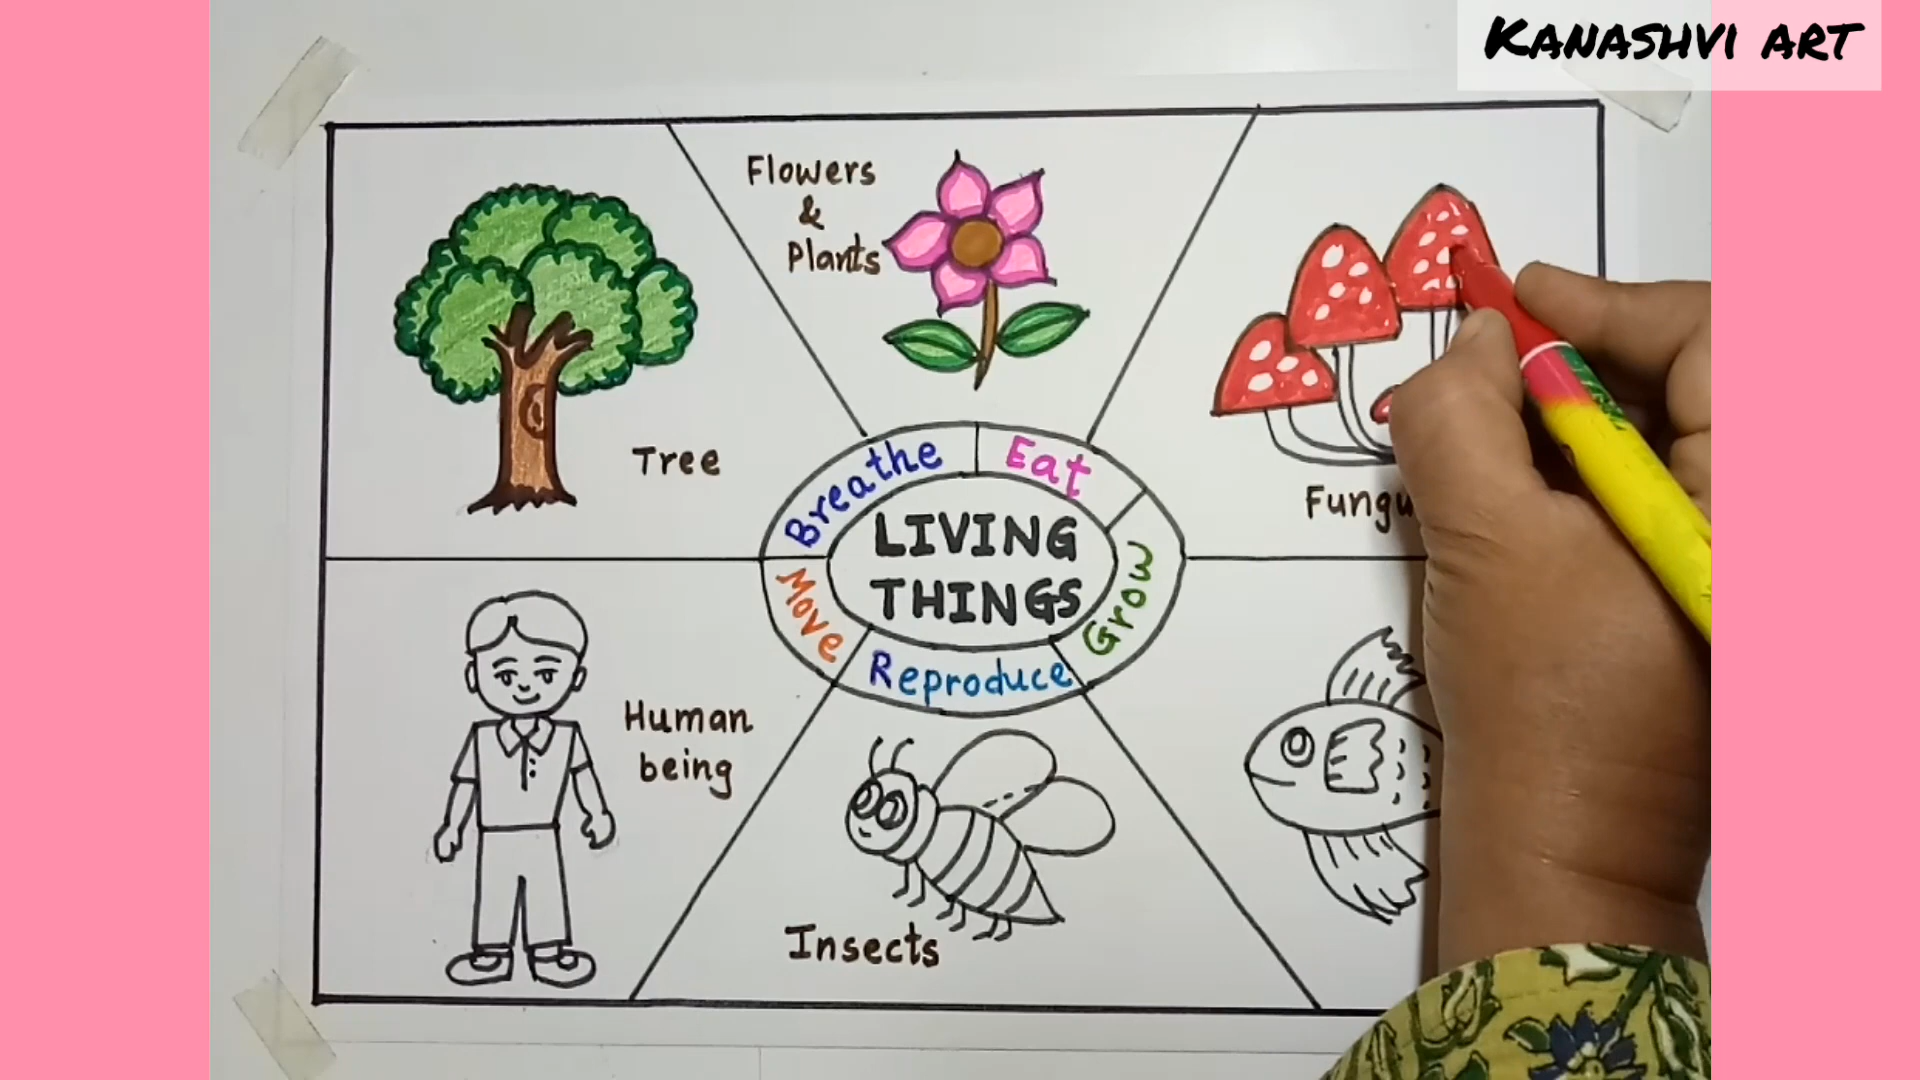 KANASHVI ART
Flowers
&
Plants
Tree
Breathe
Eat
Grow
Reproduce
Move
LIVING
THINGS
Human
being
Insects